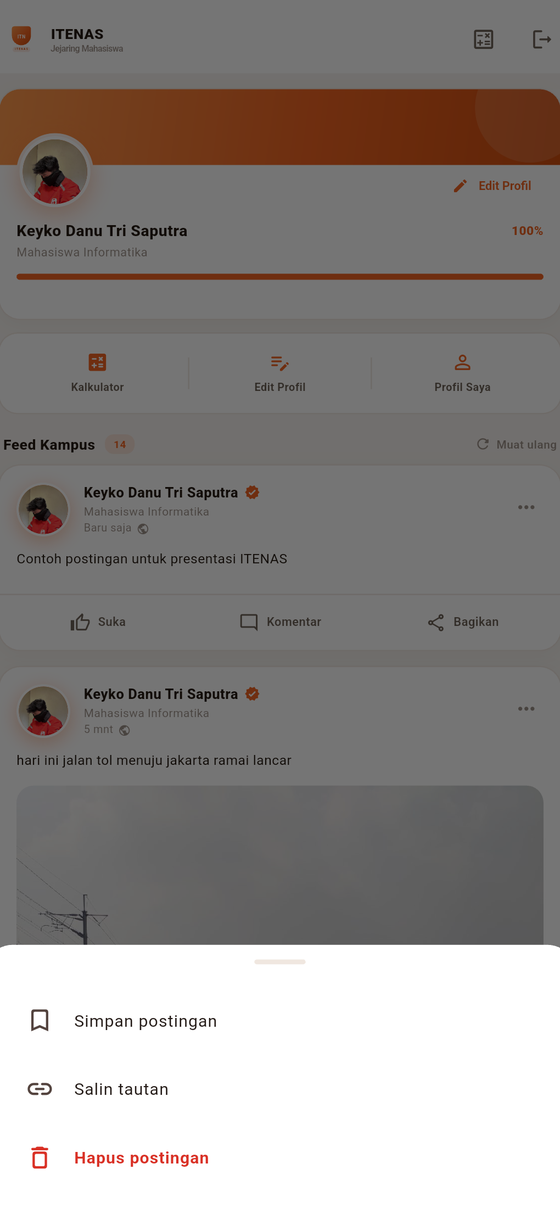 ITENAS
Jejaring Mahasiswa
Edit Profil
Keyko Danu Tri Saputra
100%
Mahasiswa Informatika
Kalkulator
Edit Profil
Profil Saya
Feed Kampus
14
Muat ulang
Keyko Danu Tri Saputra
Mahasiswa Informatika
Baru saja
Contoh postingan untuk presentasi ITENAS
Suka
Komentar
Bagikan
Keyko Danu Tri Saputra
Mahasiswa Informatika
5 mnt
hari ini jalan tol menuju jakarta ramai lancar
Simpan postingan
Salin tautan
Hapus postingan